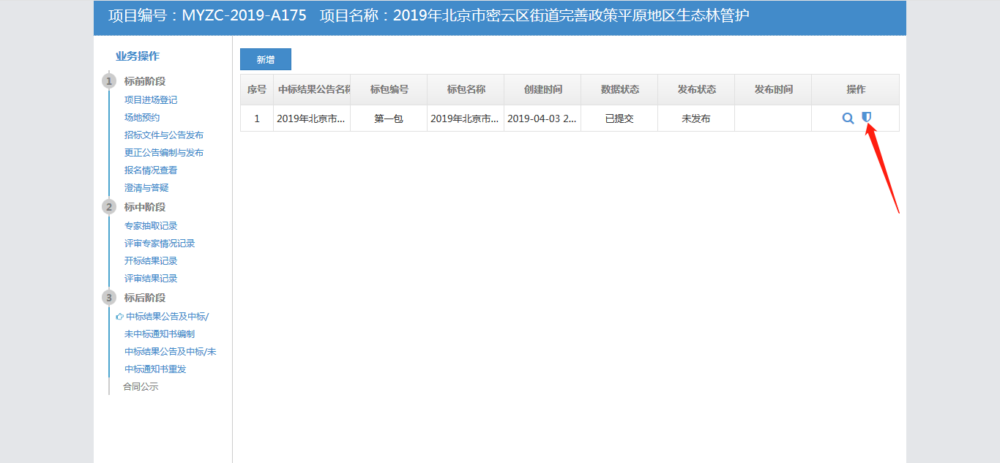 项目编号：MYZC-2019-A175 项目名称：2019年北京市密云区街道完善政策平原地区生态林管护
业务操作
1 标前阶段
项目进场登记
场地预约
招标文件与公告发布
更正公告编制与发布
报名情况查看
澄清与答疑
2 标中阶段
专家抽取记录
评审专家情况记录
开标结果记录
评审结果记录
3 标后阶段
中标结果公告及中标/
未中标通知书编制
中标结果公告及中标/未
中标通知书重发
合同公示
新增
序号 中标结果公告名称 标包编号 标包名称 创建时间 数据状态 发布状态 发布时间 操作
1 2019年北京市... 第一包 2019年北京市... 2019-04-03 2... 已提交 未发布